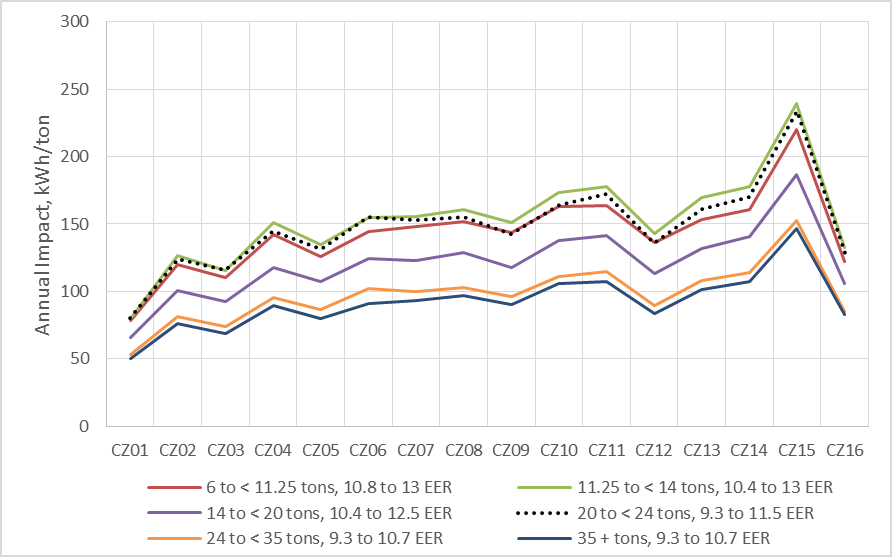 300
250
200
150
100
50
0
Annual Impact, kWh/ton
CZ01 CZ02 CZ03 CZ04 CZ05 CZ06 CZ07 CZ08 CZ09 CZ10 CZ11 CZ12 CZ13 CZ14 CZ15 CZ16
6 to < 11.25 tons, 10.8 to 13 EER
11.25 to < 14 tons, 10.4 to 13 EER
14 to < 20 tons, 10.4 to 12.5 EER
20 to < 24 tons, 9.3 to 11.5 EER
24 to < 35 tons, 9.3 to 10.7 EER
35 + tons, 9.3 to 10.7 EER